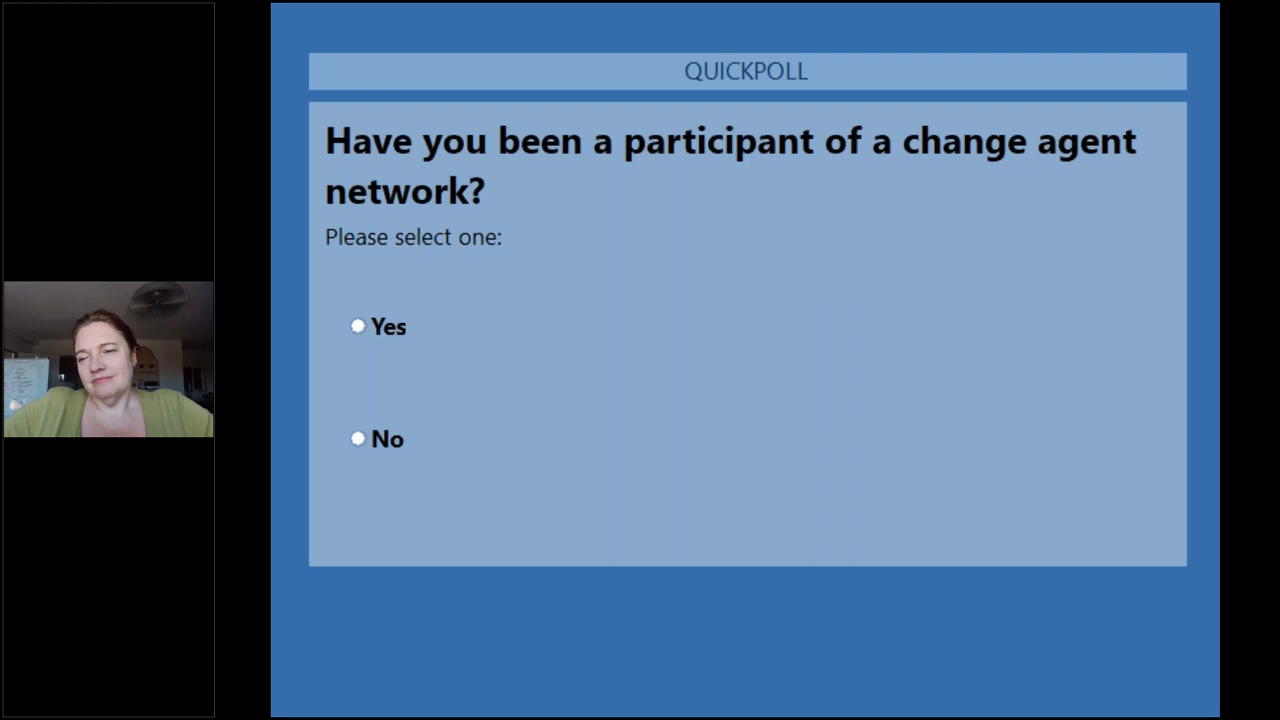 QUICKPOLL
Have you been a participant of a change agent
network?
Please select one:
Yes
No